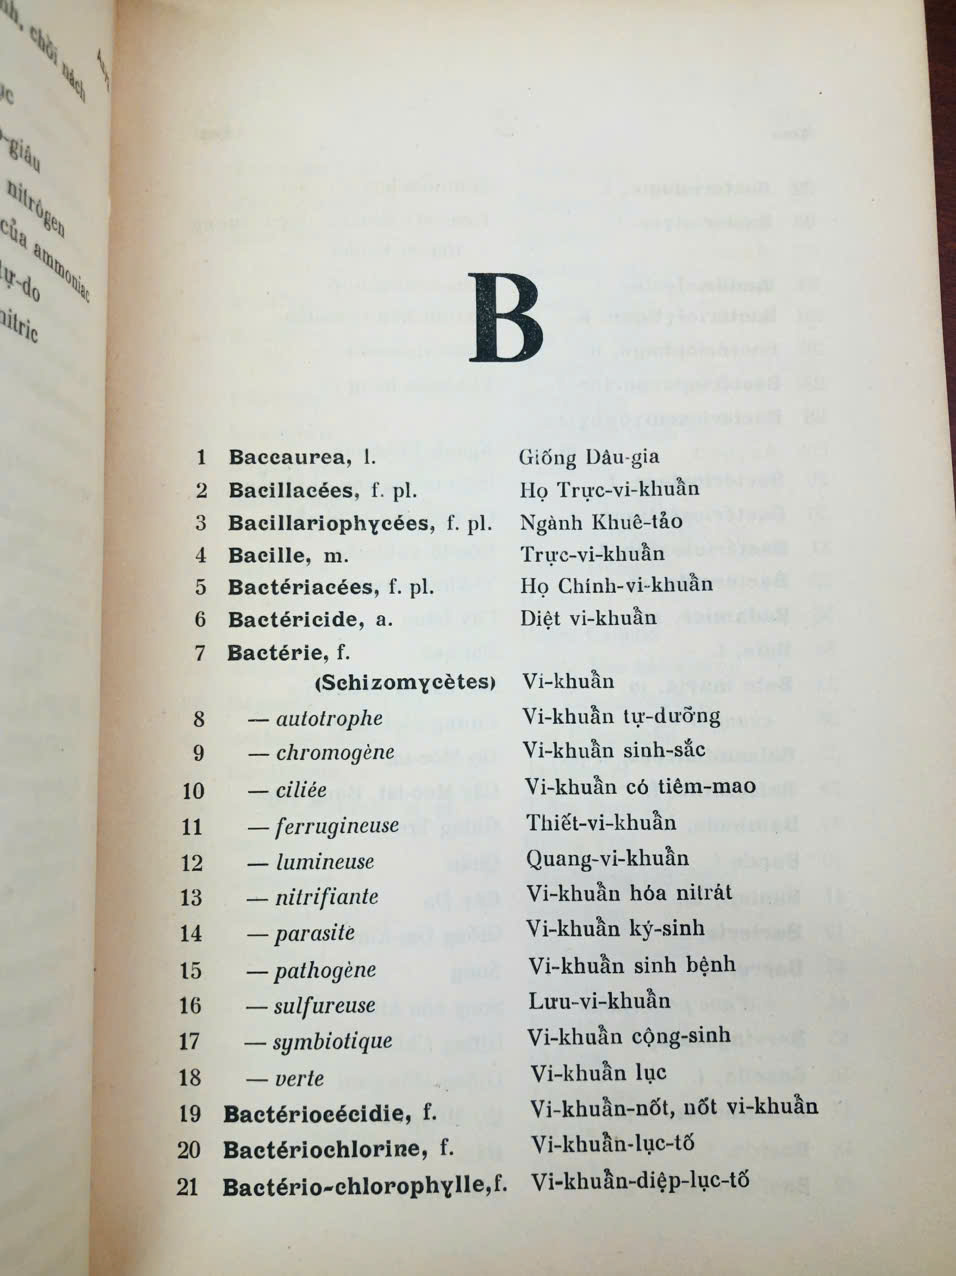 chồi nách
giâu
nitrógen
của ammoniac
tự-do
nitric
B
1 Baccaurea, l. Giống Dâu-gia
2 Bacillacées, f. pl. Họ Trực-vi-khuẩn
3 Bacillariophycées, f. pl. Ngành Khuê-tảo
4 Bacille, m. Trực-vi-khuẩn
5 Bactériacées, f. pl. Họ Chính-vi-khuẩn
6 Bactéricide, a. Diệt vi-khuẩn
7 Bactérie, f.
(Schizomycètes) Vi-khuẩn
8 — autotrophe Vi-khuẩn tự-dưỡng
9 — chromogène Vi-khuẩn sinh-sắc
10 — ciliée Vi-khuẩn có tiêm-mao
11 — ferrugineuse Thiết-vi-khuẩn
12 — lumineuse Quang-vi-khuẩn
13 — nitrifiante Vi-khuẩn hóa nitrát
14 — parasite Vi-khuẩn ký-sinh
15 — pathogène Vi-khuẩn sinh bệnh
16 — sulfureuse Lưu-vi-khuẩn
17 — symbiotique Vi-khuẩn cộng-sinh
18 — verte Vi-khuẩn lục
19 Bactériocécidie, f. Vi-khuẩn-nốt, nốt vi-khuẩn
20 Bactériochlorine, f. Vi-khuẩn-lục-tố
21 Bactério-chlorophylle, f. Vi-khuẩn-diệp-lục-tố